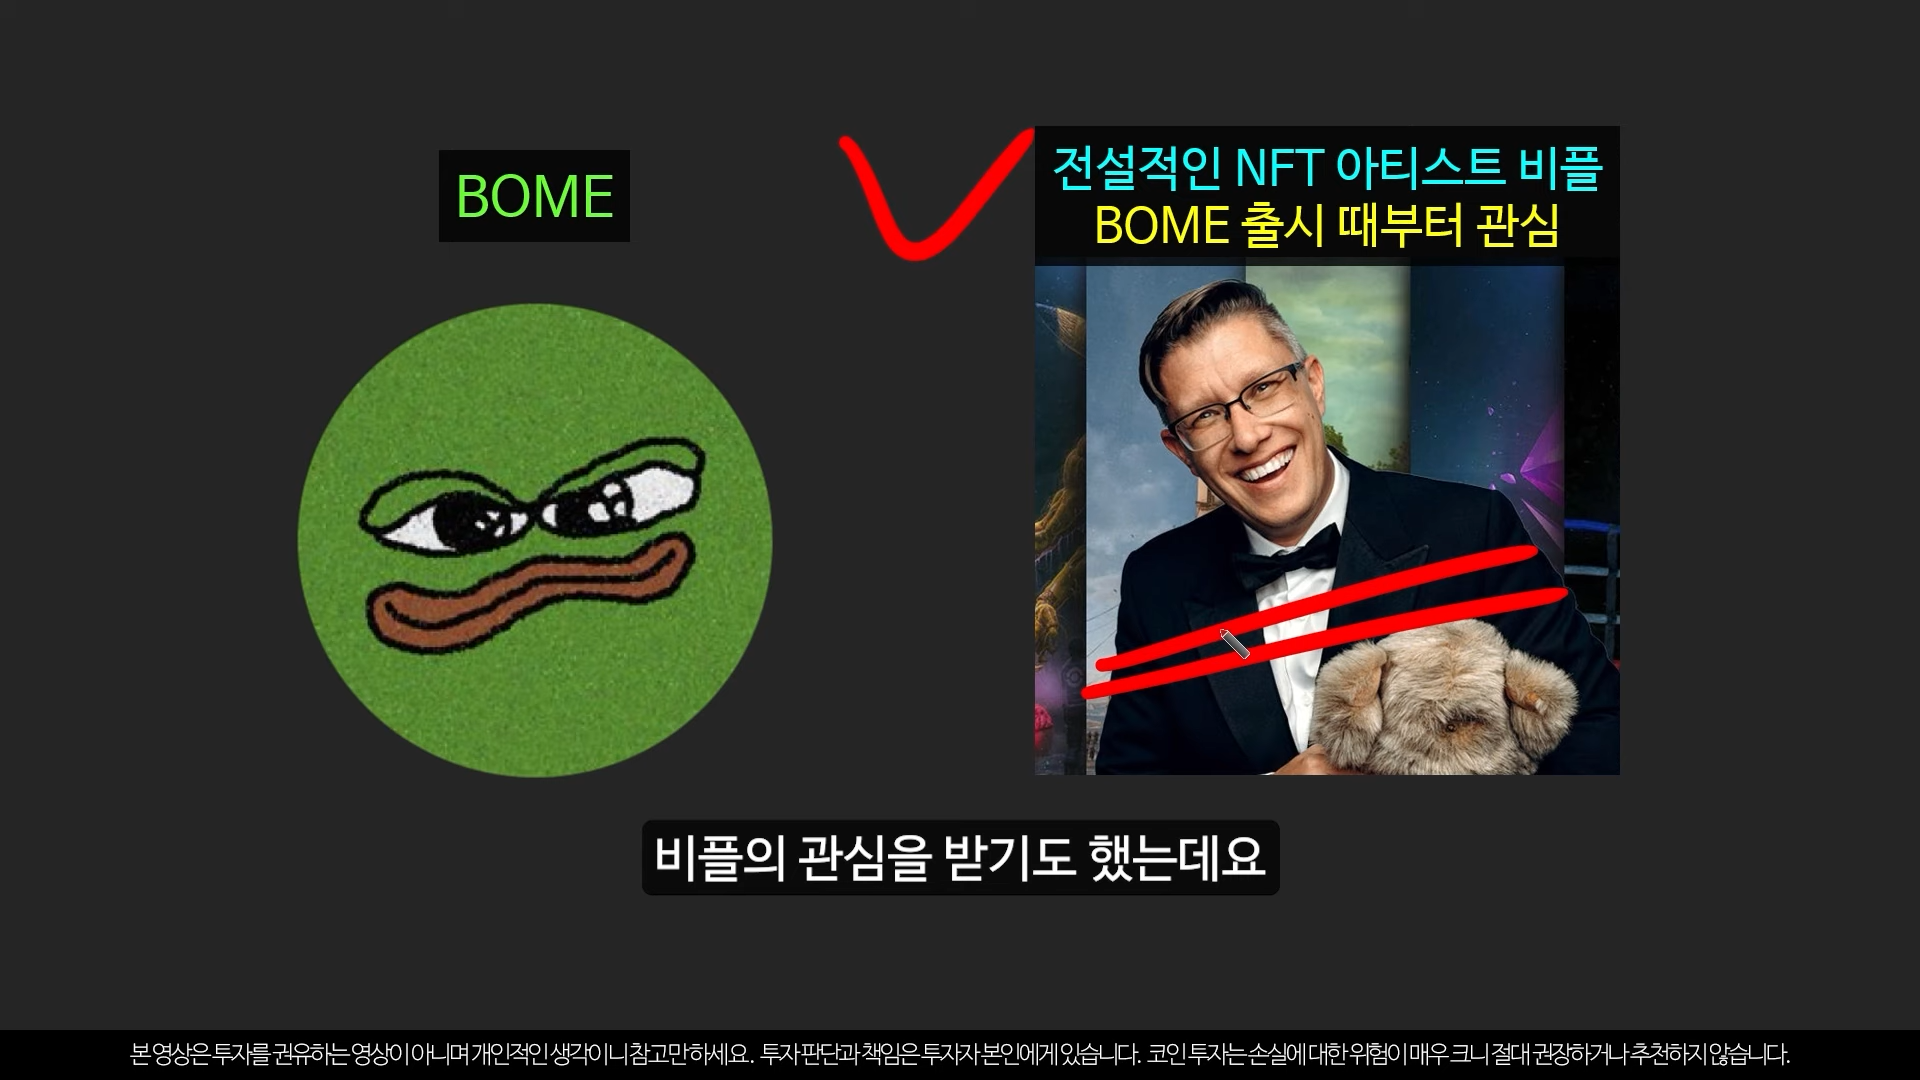 BOME
전설적인 NFT 아티스트 비플
BOME 출시 때부터 관심
비플의 관심을 받기도 했는데요
본 영상은 투자를 권유하는 영상이 아니며 개인적인 생각이니 참고만 하세요. 투자 판단과 책임은 투자자 본인에게 있습니다. 코인 투자는 손실에 대한 위험이 매우 크니 절대 권장하거나 추천하지 않습니다.